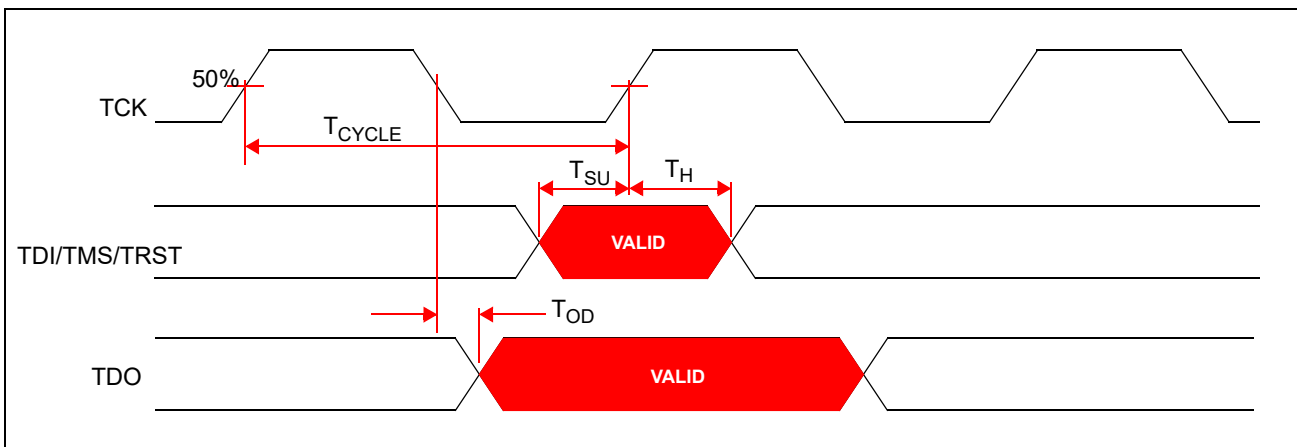 50%
TCK
TCYCLE
TSU
TH
VALID
TDI/TMS/TRST
TOD
TDO
VALID